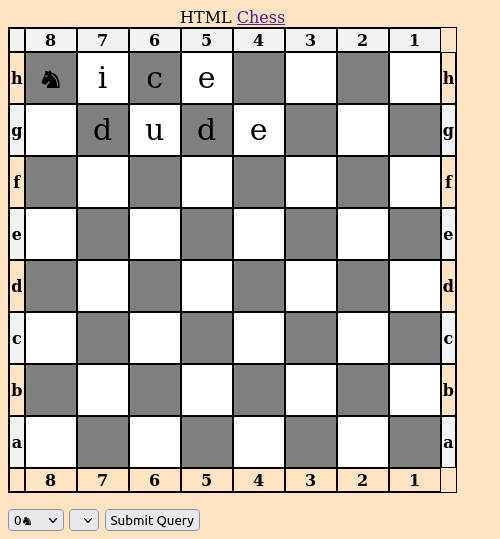 HTML Chess
8 7 6 5 4 3 2 1
h ♞ i c e h
g d u d e g
f f
e e
d d
c c
b b
a a
8 7 6 5 4 3 2 1
0♞ Submit Query